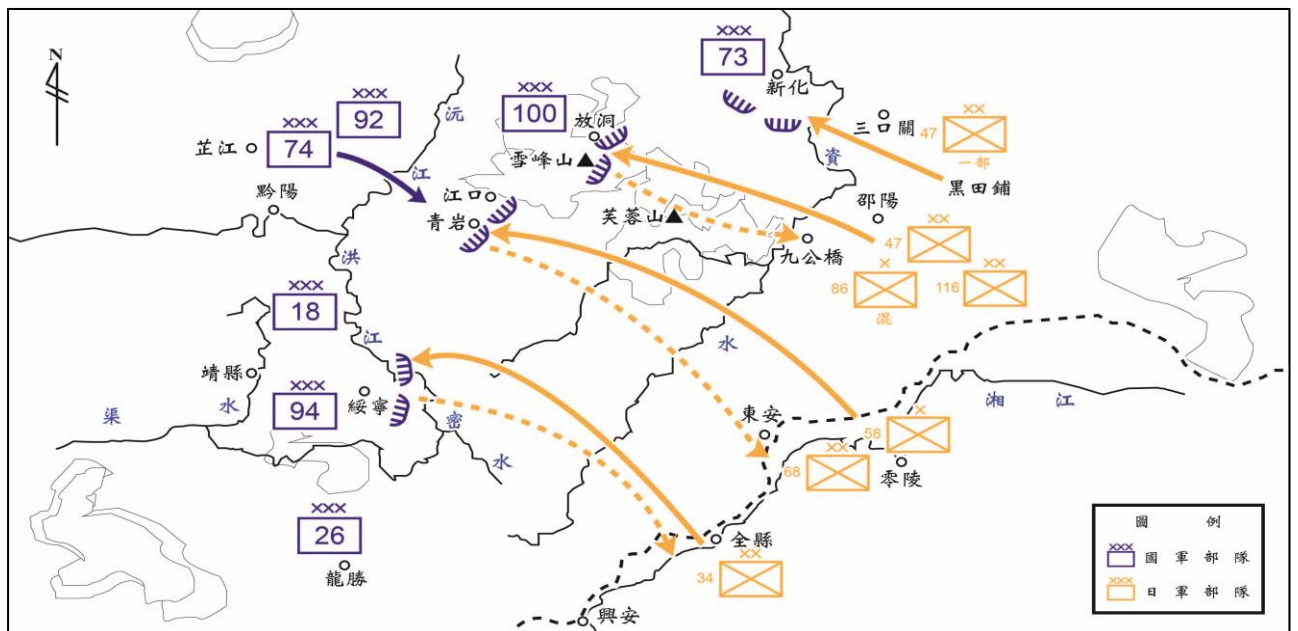 N
×××
73
新化
×××
100
放洞
×××
92
×××
74
芷江
沅
江
三口關
××
47
一部
黑田鋪
資
雪峰山
黔陽
江口
青岩
芙蓉山
邵陽
九公橋
××
47
×
86
混
××
116
洪
江
×××
18
水
靖縣
×××
94
綏寧
渠
水
密
水
東安
湘
江
×
58
××
68
零陵
×××
26
龍勝
全縣
××
34
興安
圖例
××× 國軍部隊
××× 日軍部隊